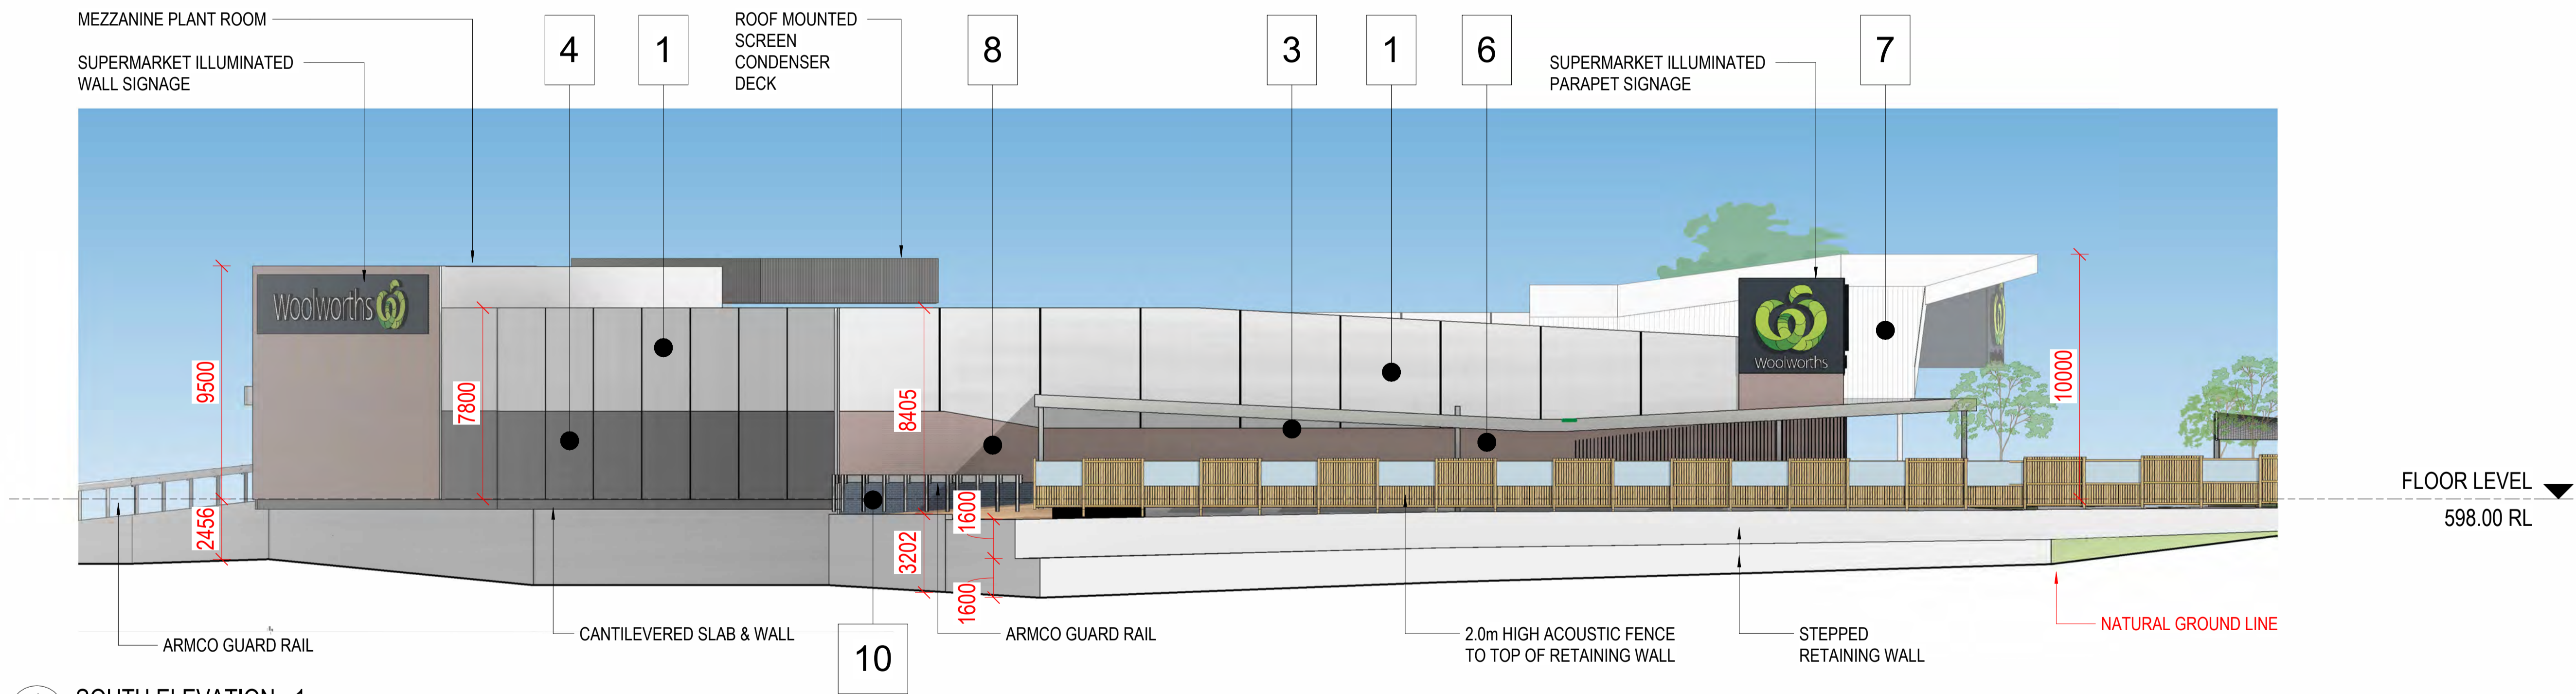 MEZZANINE PLANT ROOM
SUPERMARKET ILLUMINATED
WALL SIGNAGE
4
1
ROOF MOUNTED
SCREEN
CONDENSER
DECK
8
3
1
6
SUPERMARKET ILLUMINATED
PARAPET SIGNAGE
7
Woolworths
Woolworths
9500
7800
8405
10000
2456
3202
1600
1600
FLOOR LEVEL
598.00 RL
ARMCO GUARD RAIL
CANTILEVERED SLAB & WALL
10
ARMCO GUARD RAIL
2.0m HIGH ACOUSTIC FENCE
TO TOP OF RETAINING WALL
STEPPED
RETAINING WALL
NATURAL GROUND LINE
SOUTH ELEVATION - 1